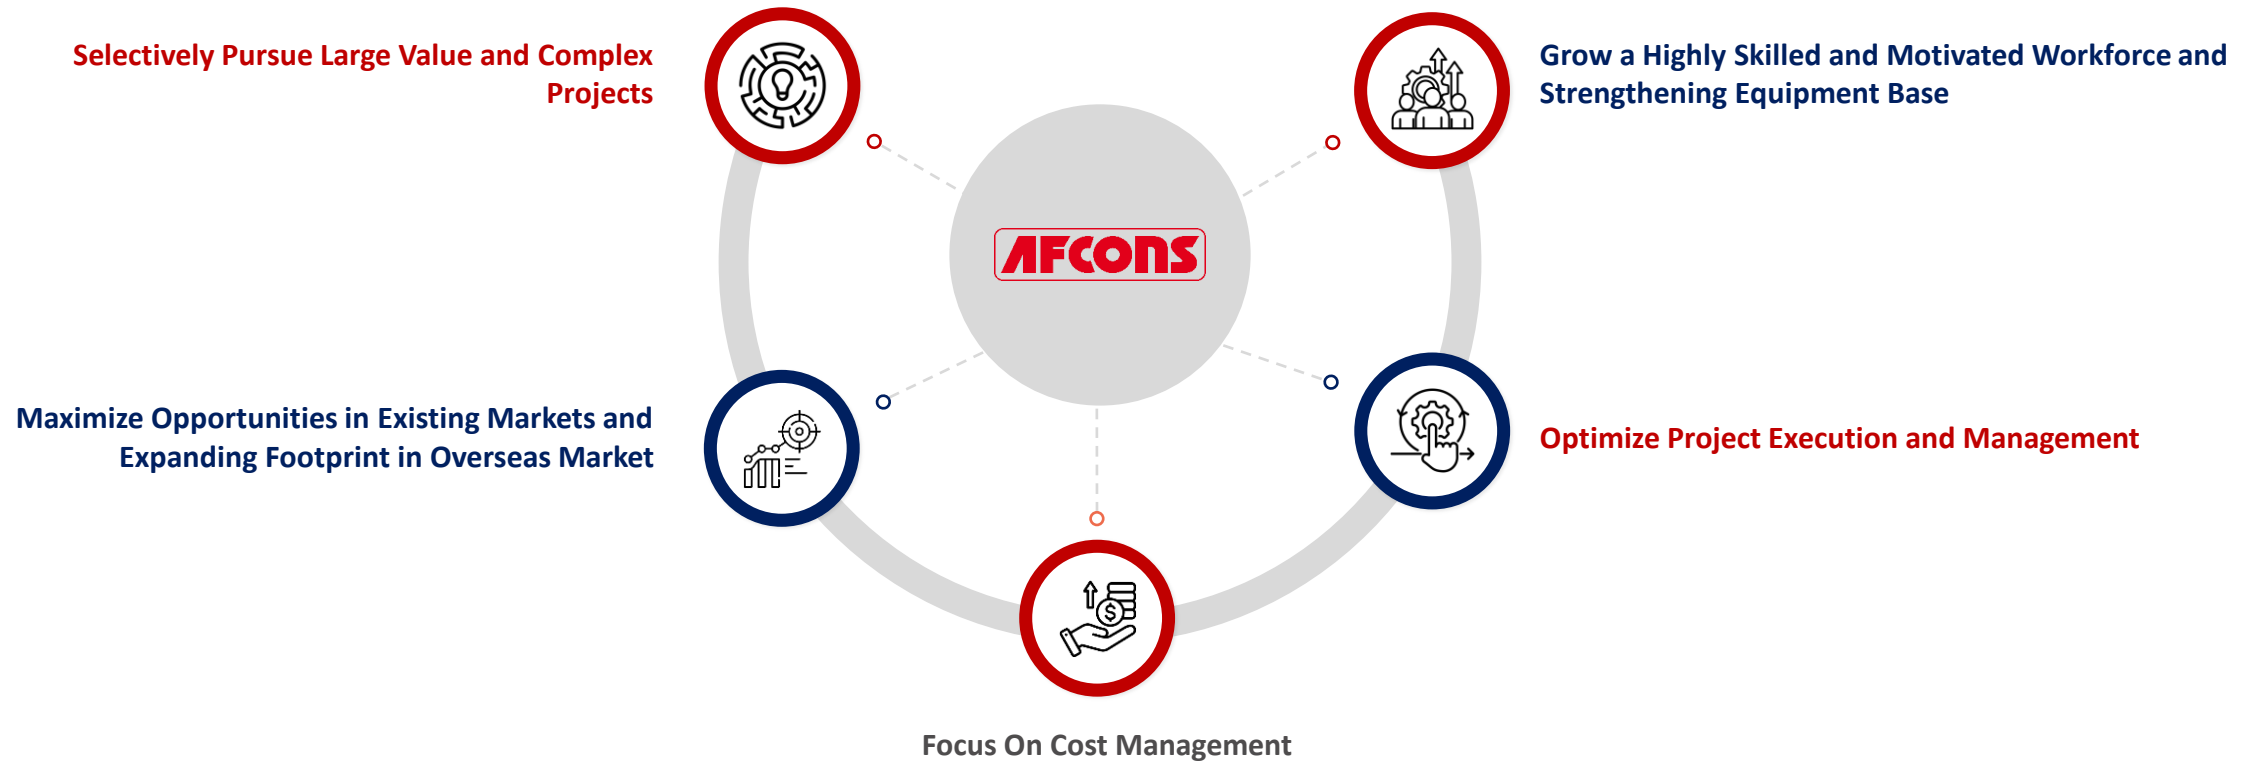 Selectively Pursue Large Value and Complex
Projects
Grow a Highly Skilled and Motivated Workforce and
Strengthening Equipment Base
AFCONS
Maximize Opportunities in Existing Markets and
Expanding Footprint in Overseas Market
Optimize Project Execution and Management
$
Focus On Cost Management